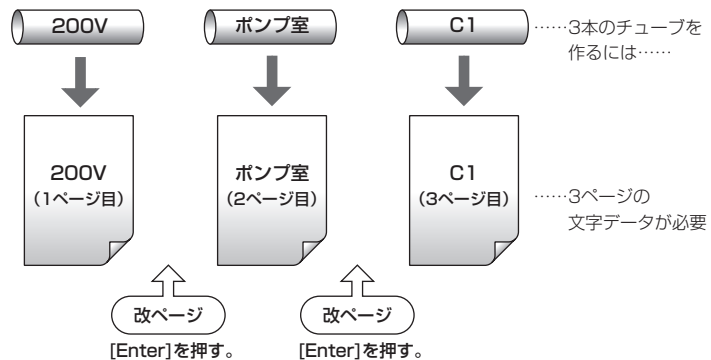 200V
ポンプ室
C1
……3本のチューブを
作るには……
200V
(1ページ目)
ポンプ室
(2ページ目)
C1
(3ページ目)
……3ページの
文字データが必要
改ページ
改ページ
[Enter]を押す。
[Enter]を押す。